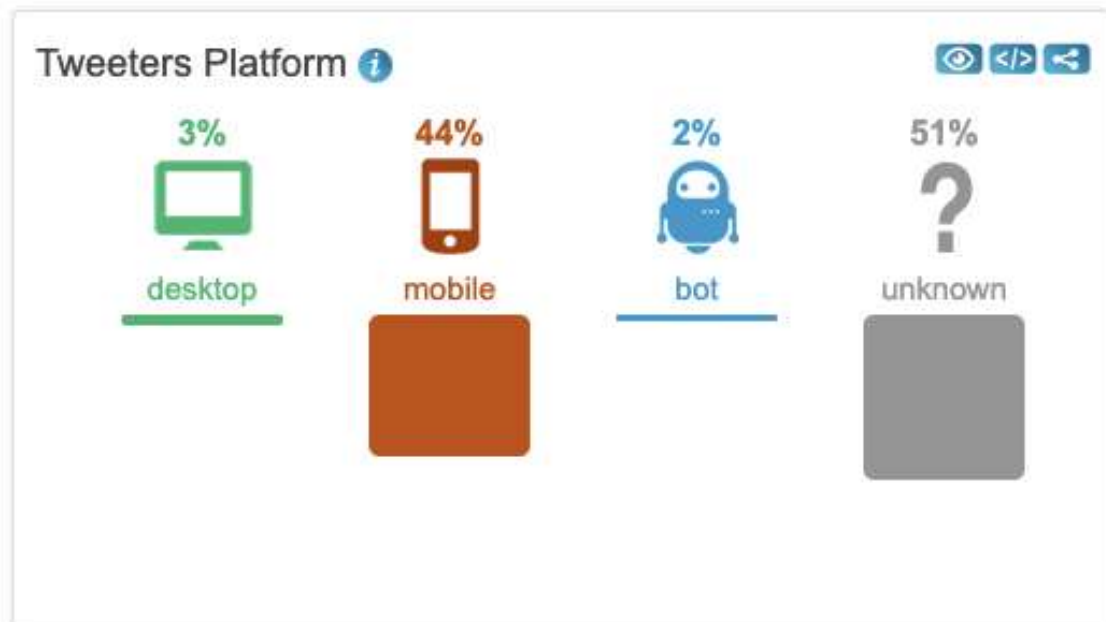 Tweeters Platform i
</>
3% 44% 2% 51%
?
desktop mobile bot unknown